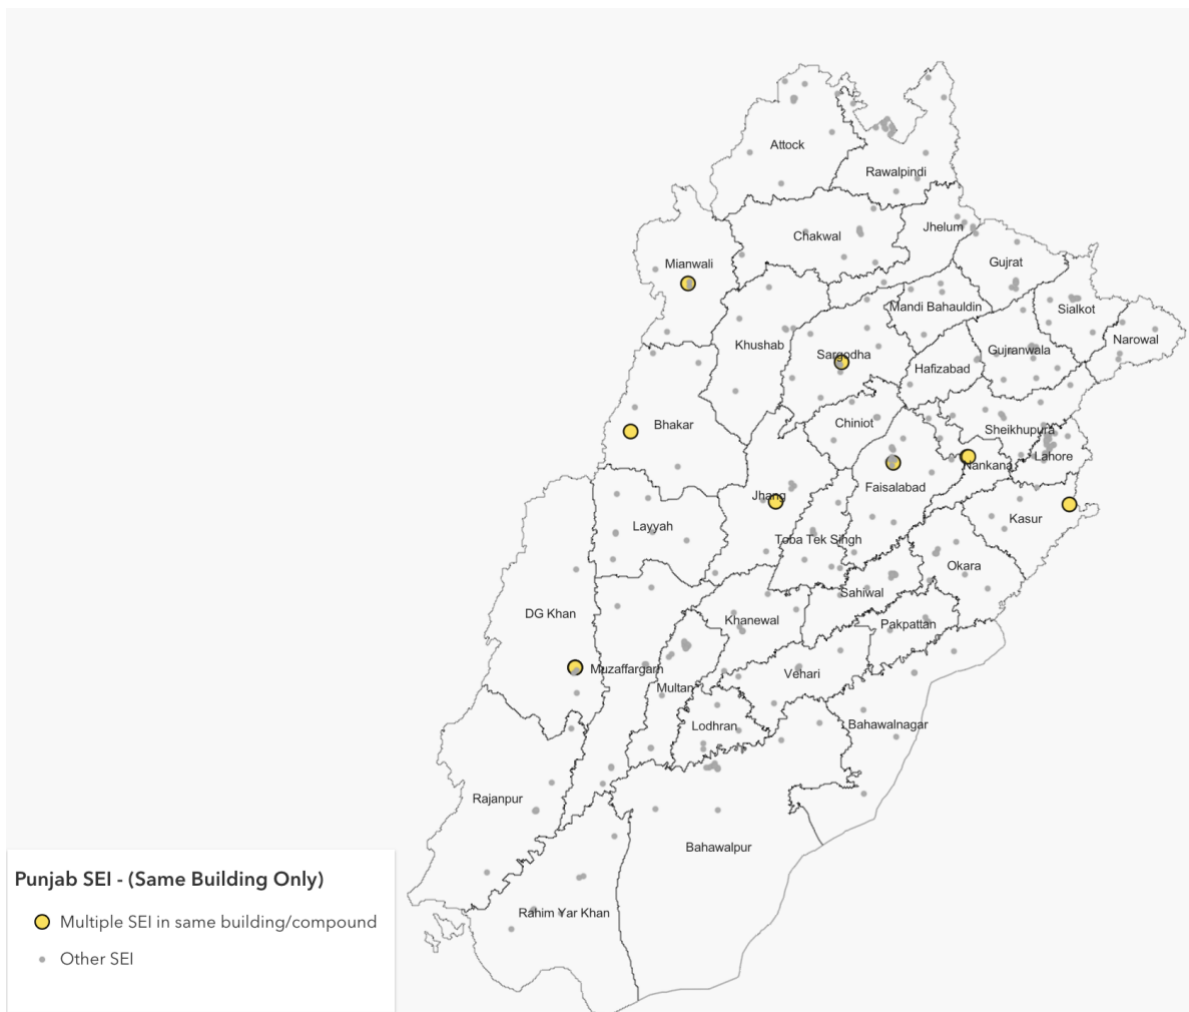 Attock
Rawalpindi
Chakwal
Jhelum
Mianwali
Gujrat
Mandi Bahauldin
Sialkot
Narowal
Khushab
Sargodha
Gujranwala
Hafizabad
Bhakar
Chiniot
Sheikhupura
Lahore
Nankana
Faisalabad
Jhang
Kasur
Layyah
Toba Tek Singh
Okara
Sahiwal
DG Khan
Khanewal
Pakpattan
Muzaffargarh
Vehari
Multan
Lodhran
Bahawalnagar
Rajanpur
Bahawalpur
Rahim Yar Khan
Punjab SEI - (Same Building Only)
Multiple SEI in same building/compound
Other SEI